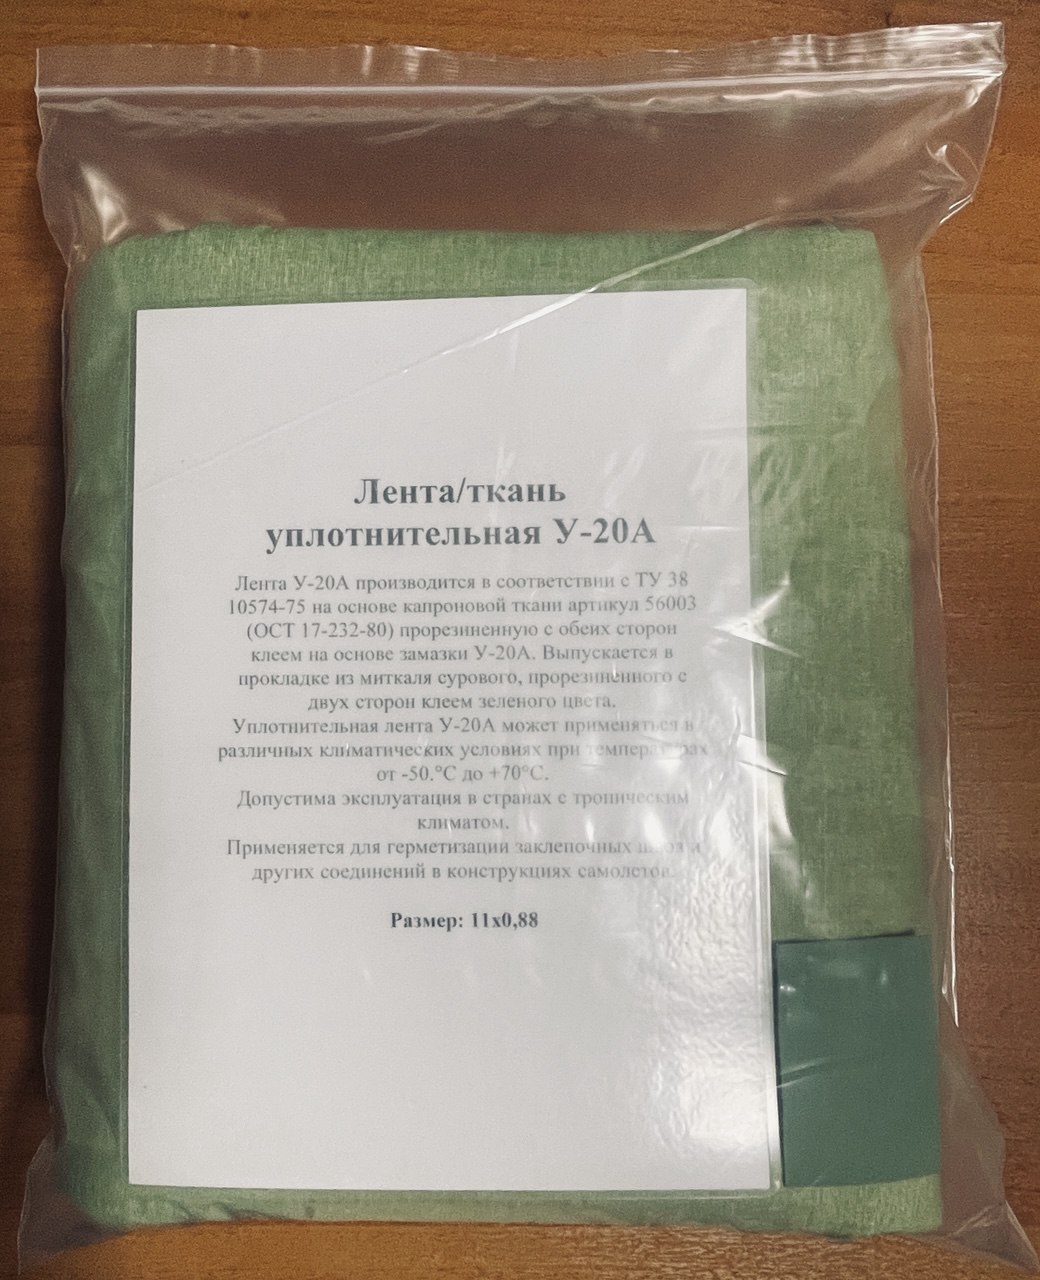 Лента/ткань
уплотнительная У-20А
Лента У-20А производится в соответствии с ТУ 38
10574-75 на основе капроновой ткани артикул 56003
(ОСТ 17-232-80) прорезиненную с обеих сторон
клеем на основе замазки У-20А. Выпускается в
прокладке из миткаля сурового, прорезиненного с
двух сторон клеем зеленого цвета.
Уплотнительная лента У-20А может применяться в
различных климатических условиях при температурах
от -50.°С до +70°С.
Допустима эксплуатация в странах с тропическим
климатом.
Применяется для герметизации заклепочных и
других соединений в конструкциях самолетов.
Размер: 11х0,88